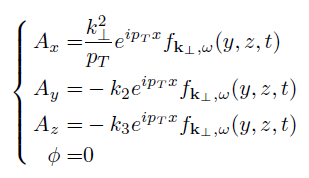 A_x = \frac{k_\perp^2}{p_T} e^{ip_T x} f_{\mathbf{k}_\perp,\omega}(y, z, t)
A_y = − k_2 e^{ip_T x} f_{\mathbf{k}_\perp,\omega}(y, z, t)
A_z = − k_3 e^{ip_T x} f_{\mathbf{k}_\perp,\omega}(y, z, t)
ϕ = 0